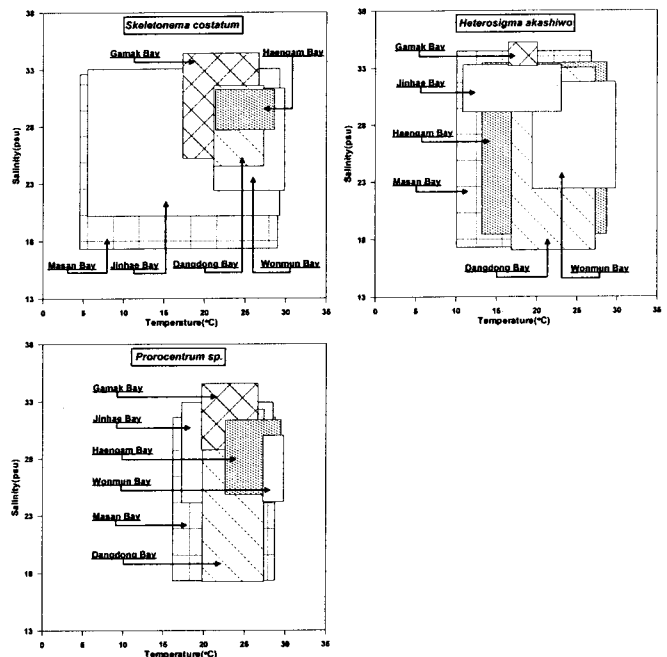 Skeletonema costatum
38
33
28
23
18
13
Salinity(psu)
Gamak Bay
Haengam Bay
Masan Bay
Jinhae Bay
Dangdong Bay
Wonmun Bay
0 5 10 15 20 25 30 35
Temperature(°C)
Heterosigma akashiwo
38
33
28
23
18
13
Salinity(psu)
Gamak Bay
Jinhae Bay
Haengam Bay
Masan Bay
Dangdong Bay
Wonmun Bay
0 5 10 15 20 25 30 35
Temperature(°C)
Prorocentrum sp.
38
33
28
23
18
13
Salinity(psu)
Gamak Bay
Jinhae Bay
Haengam Bay
Wonmun Bay
Masan Bay
Dangdong Bay
0 5 10 15 20 25 30 35
Temperature(°C)